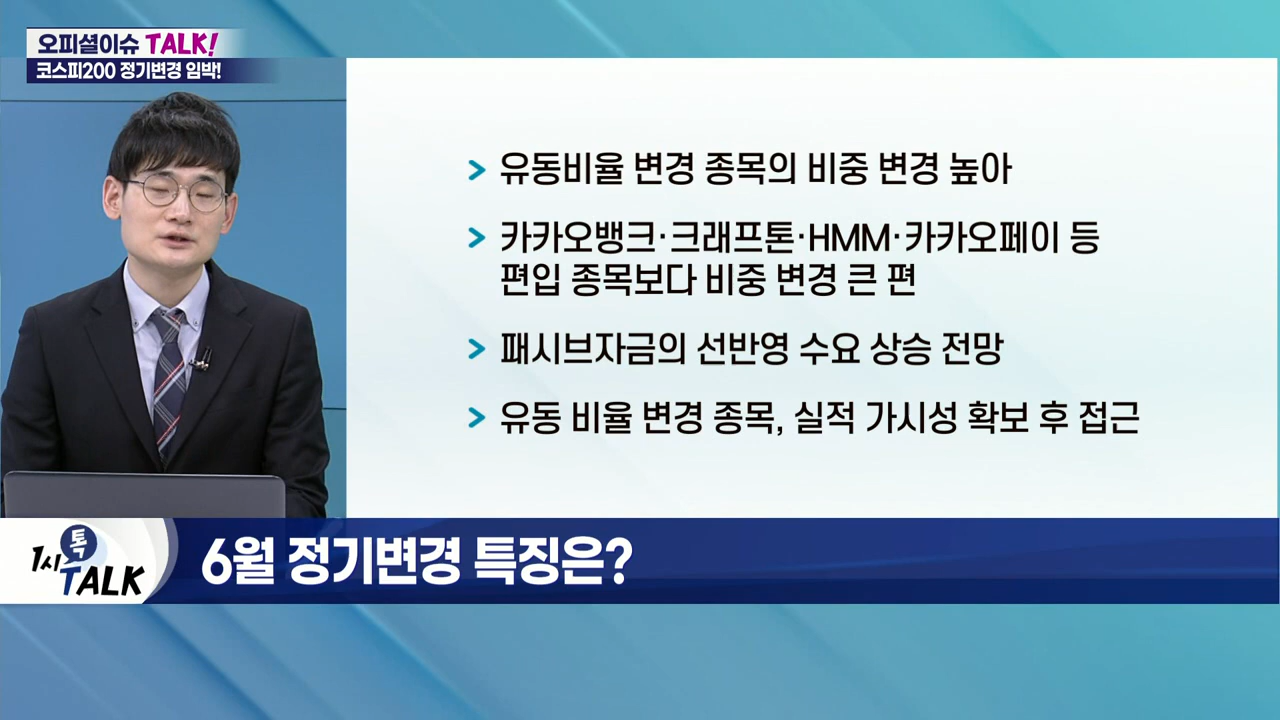 오피셜이슈 TALK!
코스피200 정기변경 임박!
> 유동비율 변경 종목의 비중 변경 높아
> 카카오뱅크·크래프톤·HMM·카카오페이 등
편입 종목보다 비중 변경 큰 편
> 패시브자금의 선반영 수요 상승 전망
> 유동 비율 변경 종목, 실적 가시성 확보 후 접근
1시 톡 TALK
6월 정기변경 특징은?